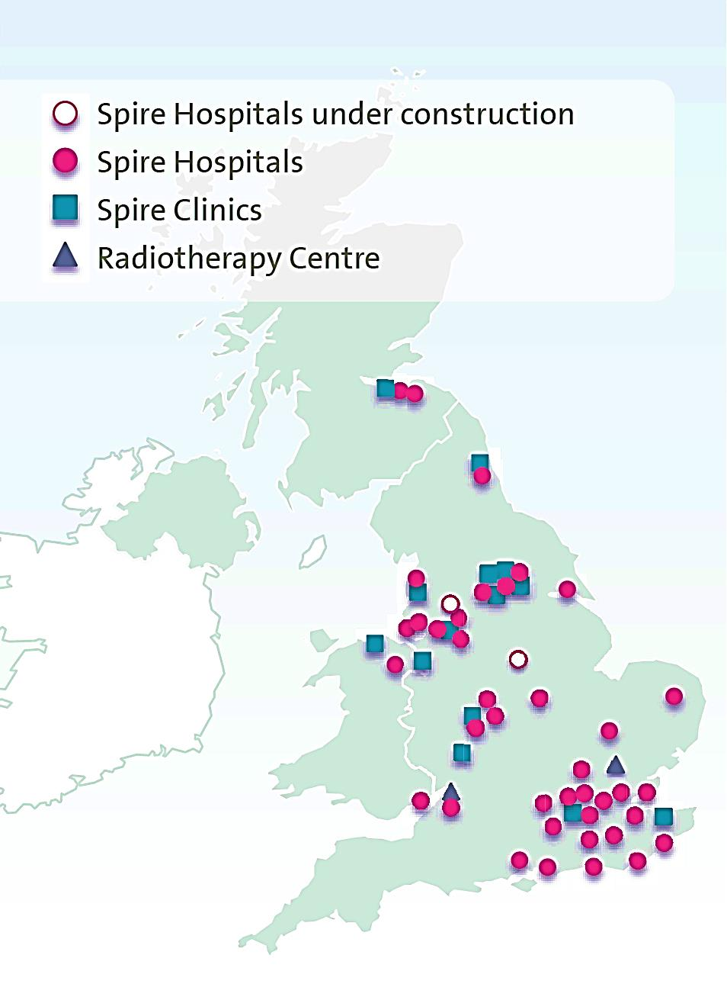 Spire Hospitals under construction
Spire Hospitals
Spire Clinics
Radiotherapy Centre